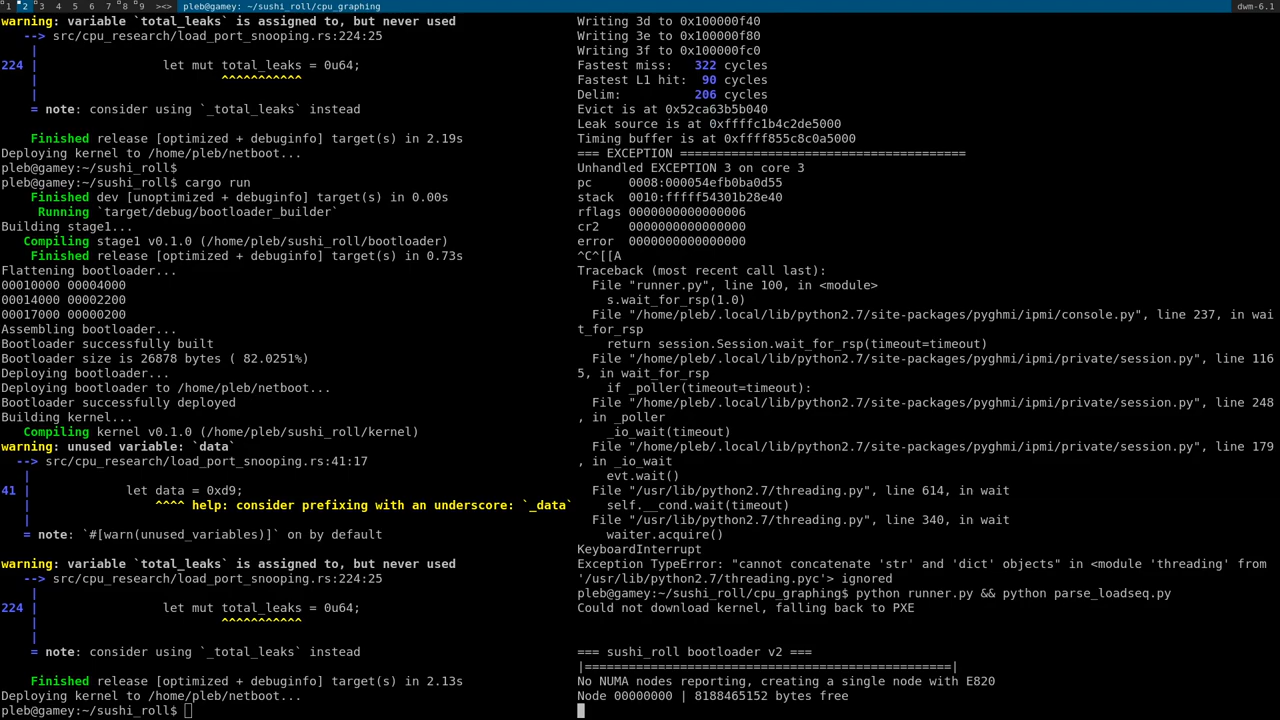 1 2 3 4 5 6 7 8 9 ><> pleb@gamey:~/sushi_roll/cpu_graphing dwm-6.1
warning: variable `total_leaks` is assigned to, but never used
--> src/cpu_research/load_port_snooping.rs:224:25
|
224 | let mut total_leaks = 0u64;
| ^^^^^^^^^^^
|
= note: consider using `_total_leaks` instead
Finished release [optimized + debuginfo] target(s) in 2.19s
Deploying kernel to /home/pleb/netboot...
pleb@gamey:~/sushi_roll$
pleb@gamey:~/sushi_roll$ cargo run
Finished dev [unoptimized + debuginfo] target(s) in 0.00s
Running `target/debug/bootloader_builder`
Building stage1...
Compiling stage1 v0.1.0 (/home/pleb/sushi_roll/bootloader)
Finished release [optimized + debuginfo] target(s) in 0.73s
Flattening bootloader...
00010000 00004000
00014000 00002200
00017000 00000200
Assembling bootloader...
Bootloader successfully built
Bootloader size is 26878 bytes ( 82.0251%)
Deploying bootloader...
Deploying bootloader to /home/pleb/netboot...
Bootloader successfully deployed
Building kernel...
Compiling kernel v0.1.0 (/home/pleb/sushi_roll/kernel)
warning: unused variable: `data`
--> src/cpu_research/load_port_snooping.rs:41:17
|
41 | let data = 0xd9;
| ^^^^ help: consider prefixing with an underscore: `_data`
|
= note: `#[warn(unused_variables)]` on by default
warning: variable `total_leaks` is assigned to, but never used
--> src/cpu_research/load_port_snooping.rs:224:25
|
224 | let mut total_leaks = 0u64;
| ^^^^^^^^^^^
|
= note: consider using `_total_leaks` instead
Finished release [optimized + debuginfo] target(s) in 2.13s
Deploying kernel to /home/pleb/netboot...
pleb@gamey:~/sushi_roll$
Writing 3d to 0x100000f40
Writing 3e to 0x100000f80
Writing 3f to 0x100000fc0
Fastest miss: 322 cycles
Fastest L1 hit: 90 cycles
Delim: 206 cycles
Evict is at 0x52ca63b5b040
Leak source is at 0xffffc1b4c2de5000
Timing buffer is at 0xffff855c8c0a5000
=== EXCEPTION =======================================
Unhandled EXCEPTION 3 on core 3
pc 0008:000054efb0ba0d55
stack 0010:fffff54301b28e40
rflags 0000000000000006
cr2 0000000000000000
error 0000000000000000
^C^[[A
Traceback (most recent call last):
File "runner.py", line 100, in <module>
s.wait_for_rsp(1.0)
File "/home/pleb/.local/lib/python2.7/site-packages/pyghmi/ipmi/console.py", line 237, in wai
t_for_rsp
return session.Session.wait_for_rsp(timeout=timeout)
File "/home/pleb/.local/lib/python2.7/site-packages/pyghmi/ipmi/private/session.py", line 116
5, in wait_for_rsp
if _poller(timeout=timeout):
File "/home/pleb/.local/lib/python2.7/site-packages/pyghmi/ipmi/private/session.py", line 248
, in _poller
_io_wait(timeout)
File "/home/pleb/.local/lib/python2.7/site-packages/pyghmi/ipmi/private/session.py", line 179
, in _io_wait
evt.wait()
File "/usr/lib/python2.7/threading.py", line 614, in wait
self.__cond.wait(timeout)
File "/usr/lib/python2.7/threading.py", line 340, in wait
waiter.acquire()
KeyboardInterrupt
Exception TypeError: "cannot concatenate 'str' and 'dict' objects" in <module 'threading' from
'/usr/lib/python2.7/threading.pyc'> ignored
pleb@gamey:~/sushi_roll/cpu_graphing$ python runner.py && python parse_loadseq.py
Could not download kernel, falling back to PXE
=== sushi_roll bootloader v2 ===
|==================================================|
No NUMA nodes reporting, creating a single node with E820
Node 00000000 | 8188465152 bytes free